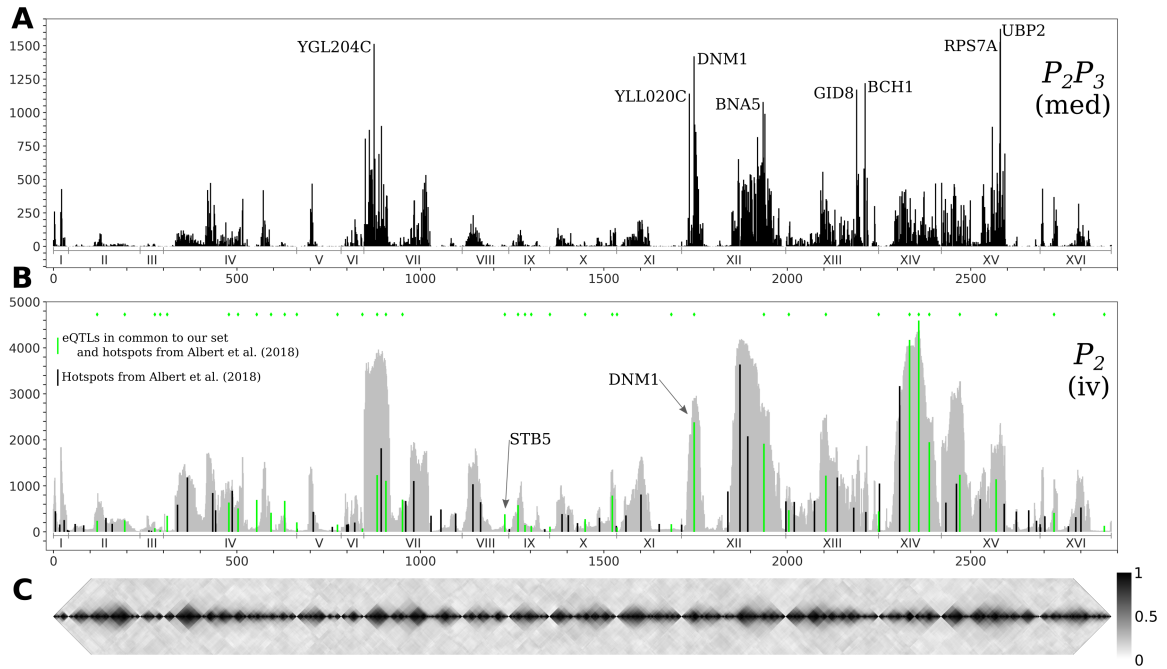 A
1500
1250
1000
750
500
250
0
YGL204C
DNM1
YLL020C
BNA5
GID8
BCH1
UBP2
RPS7A
P2P3
(med)
I II III IV V VI VII VIII IX X XI XII XIII XIV XV XVI
0 500 1000 1500 2000 2500
B
5000
4000
3000
2000
1000
0
eQTLs in common to our set
and hotspots from Albert et al. (2018)
Hotspots from Albert et al. (2018)
STB5
DNM1
P2
(iv)
I II III IV V VI VII VIII IX X XI XII XIII XIV XV XVI
0 500 1000 1500 2000 2500
C
1
0.5
0